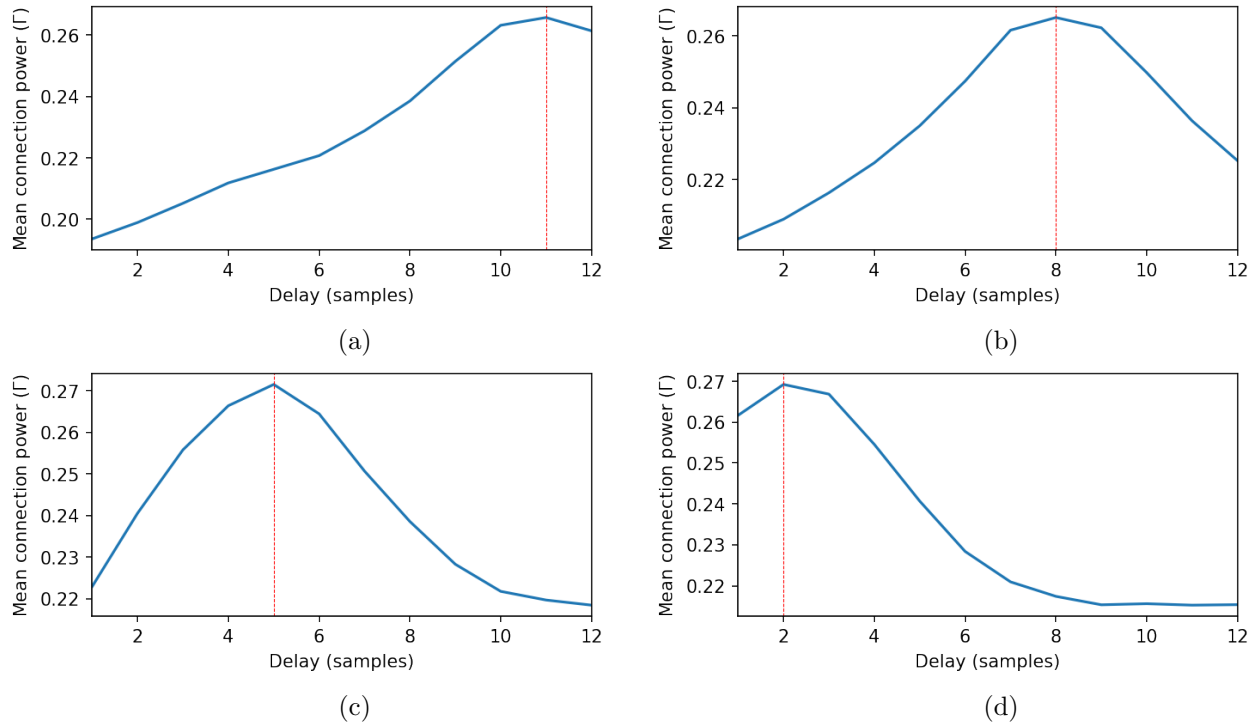 Mean connection power (Γ)
0.26
0.24
0.22
0.20
2 4 6 8 10 12
Delay (samples)
(a)
Mean connection power (Γ)
0.26
0.24
0.22
2 4 6 8 10 12
Delay (samples)
(b)
Mean connection power (Γ)
0.27
0.26
0.25
0.24
0.23
0.22
2 4 6 8 10 12
Delay (samples)
(c)
Mean connection power (Γ)
0.27
0.26
0.25
0.24
0.23
0.22
2 4 6 8 10 12
Delay (samples)
(d)